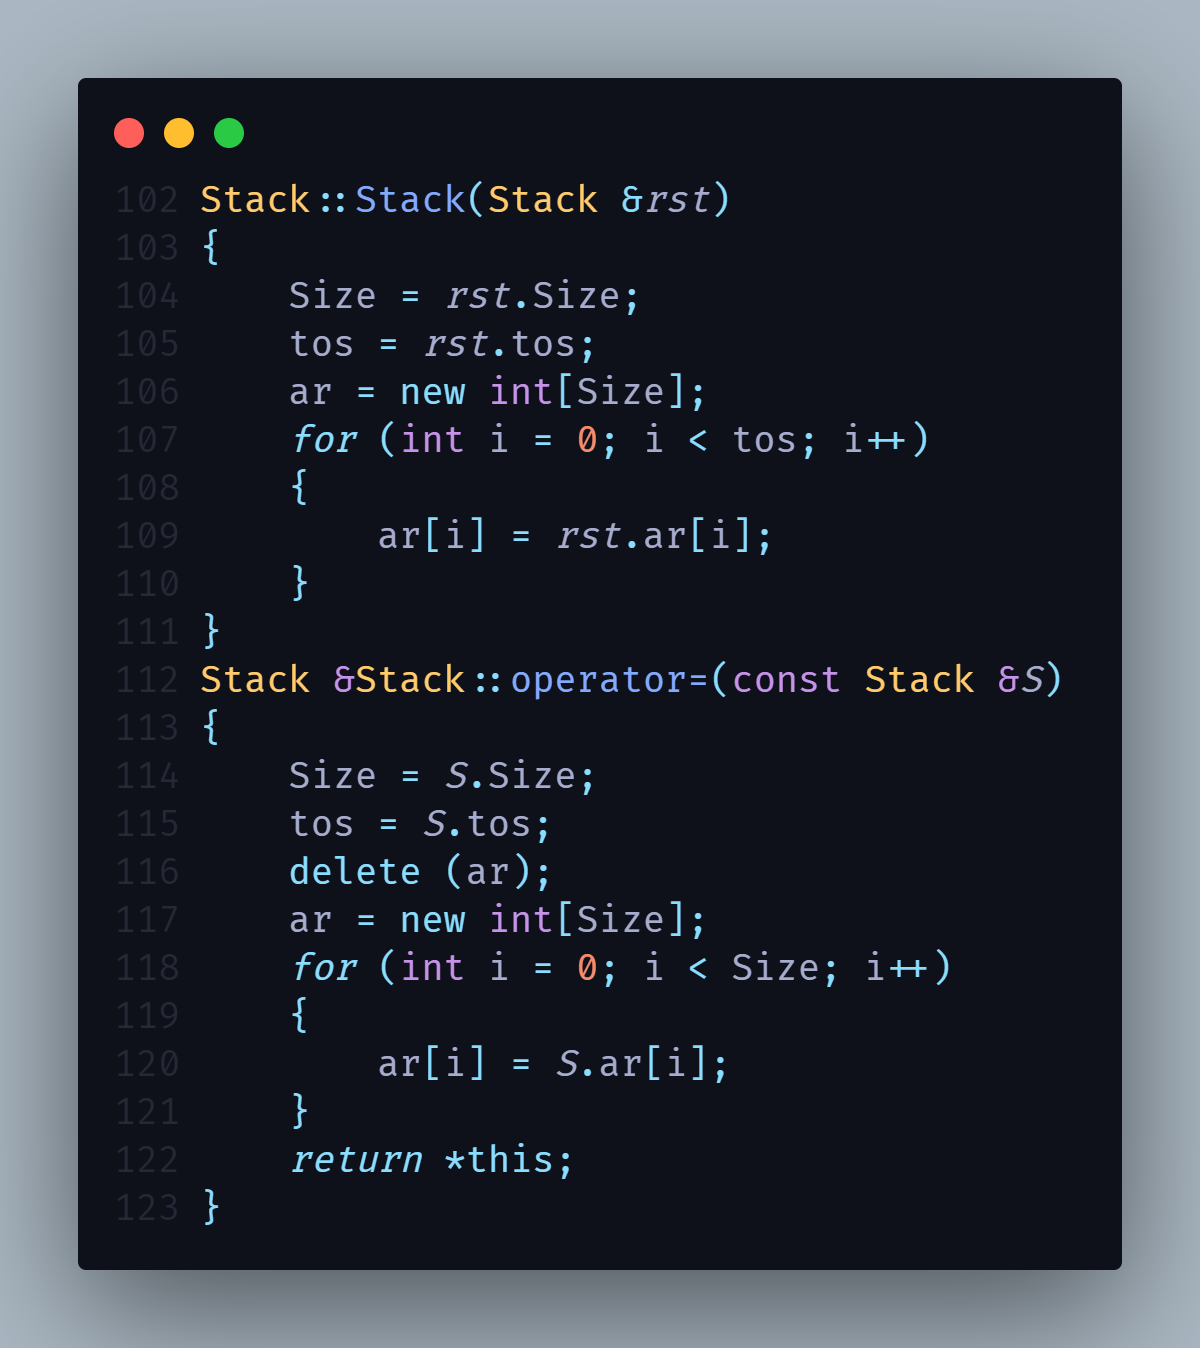 102 Stack::Stack(Stack &rst)
103 {
104     Size = rst.Size;
105     tos = rst.tos;
106     ar = new int[Size];
107     for (int i = 0; i < tos; i++)
108     {
109         ar[i] = rst.ar[i];
110     }
111 }
112 Stack &Stack::operator=(const Stack &S)
113 {
114     Size = S.Size;
115     tos = S.tos;
116     delete (ar);
117     ar = new int[Size];
118     for (int i = 0; i < Size; i++)
119     {
120         ar[i] = S.ar[i];
121     }
122     return *this;
123 }